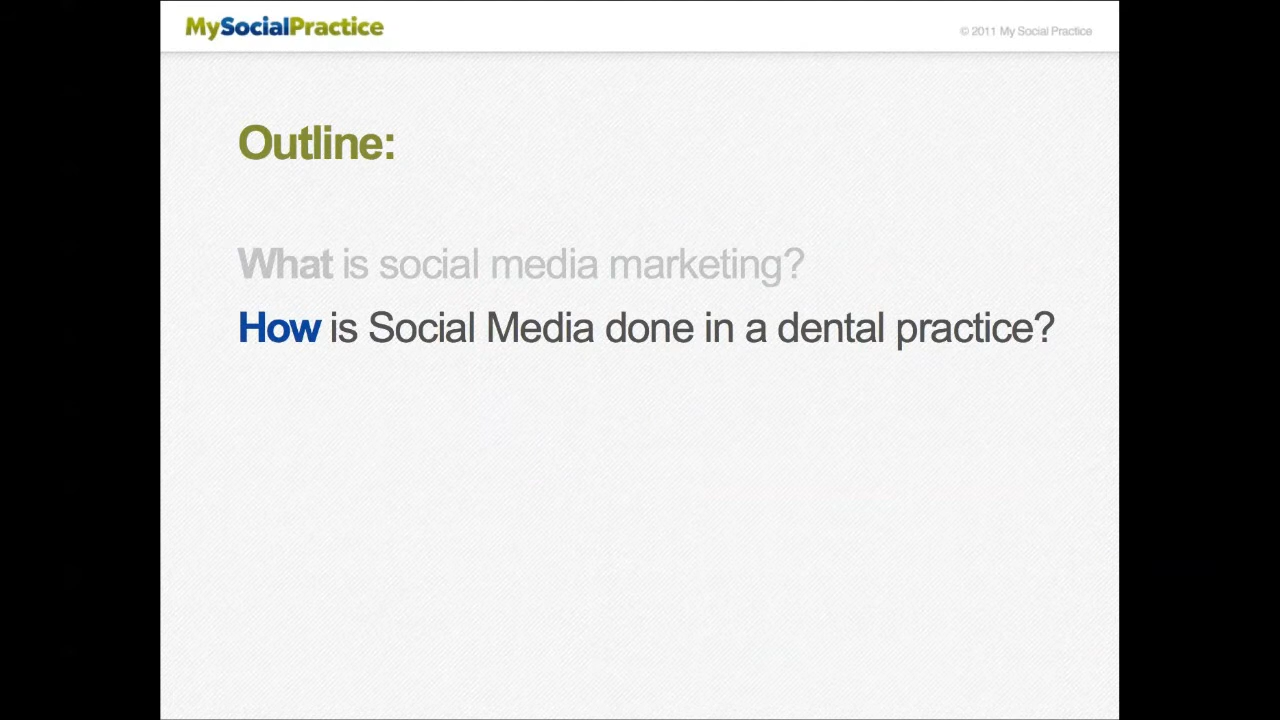 MySocialPractice
© 2011 My Social Practice
Outline:
What is social media marketing?
How is Social Media done in a dental practice?